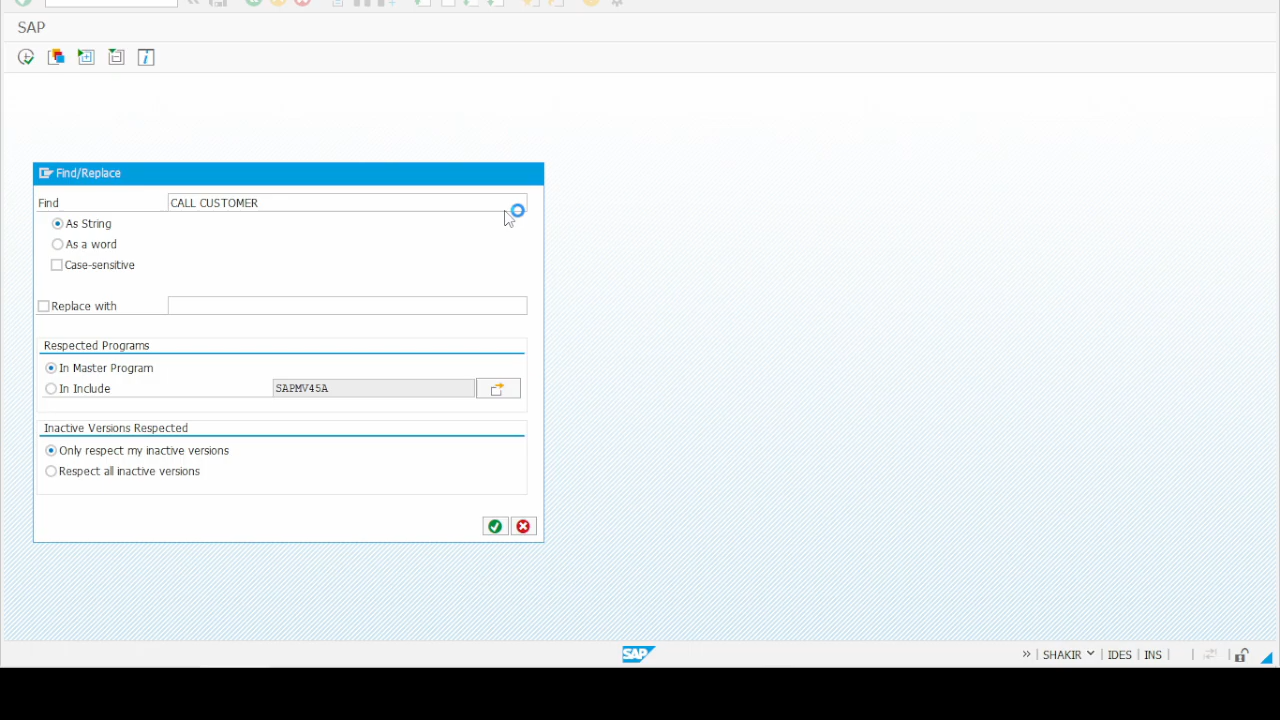 SAP
Find/Replace
Find CALL CUSTOMER
As String
As a word
Case-sensitive
Replace with
Respected Programs
In Master Program
In Include SAPMV45A
Inactive Versions Respected
Only respect my inactive versions
Respect all inactive versions
SAP » SHAKIR IDES INS